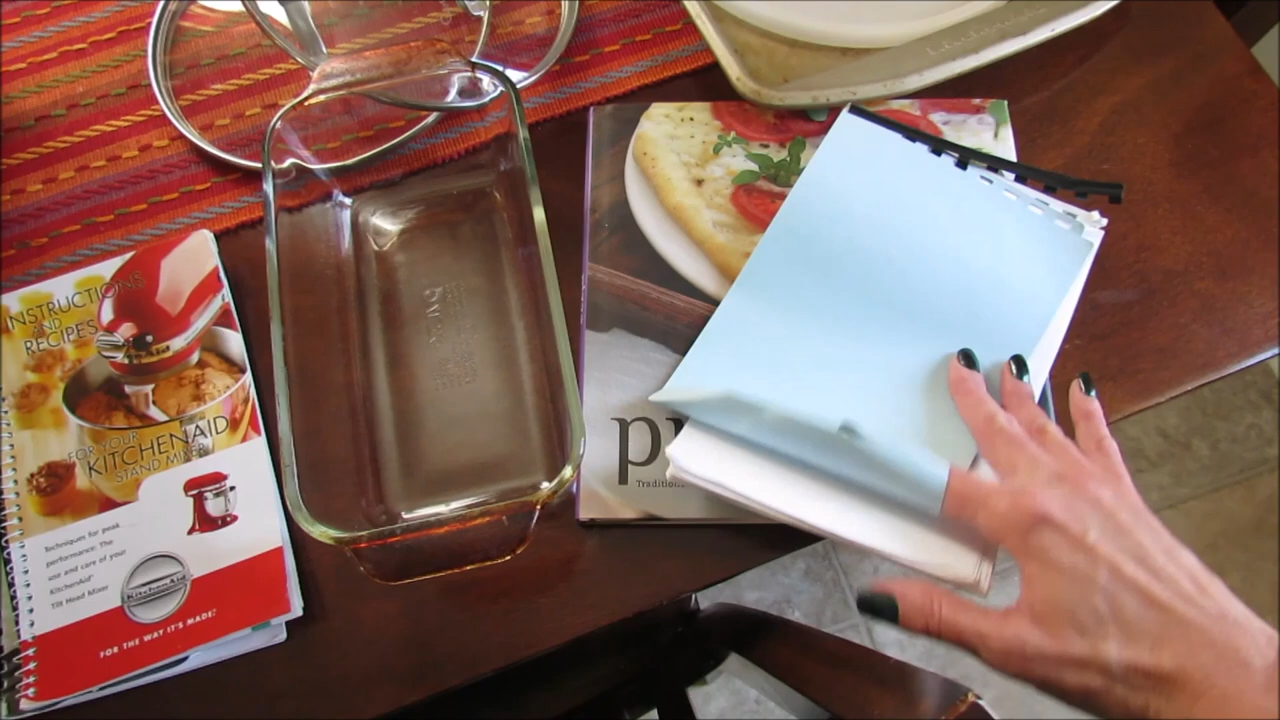 INSTRUCTIONS
AND
RECIPES
FOR YOUR
KITCHENAID
STAND MIXER
Techniques for peak
performance: The
use and care of your
KitchenAid®
Tilt Head Mixer
KitchenAid
FOR THE WAY IT'S MADE.™